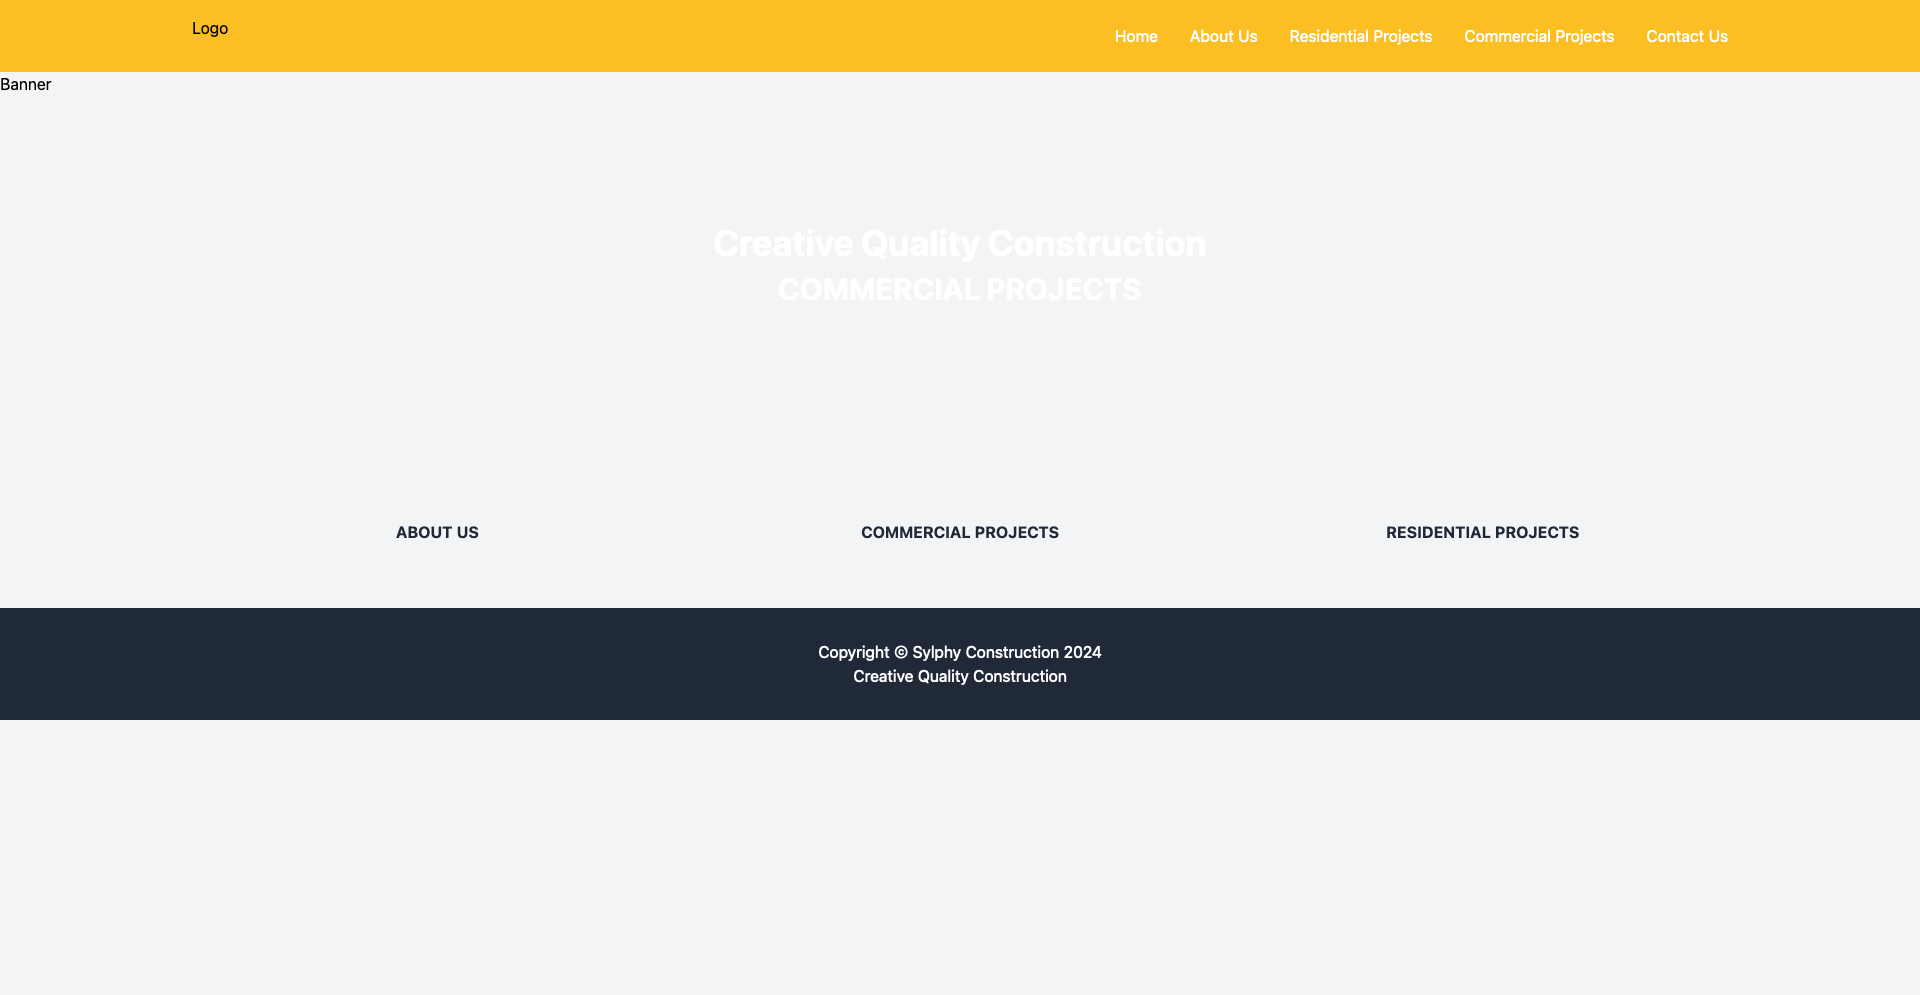 Logo
Home About Us Residential Projects Commercial Projects Contact Us
Banner
Creative Quality Construction
COMMERCIAL PROJECTS
ABOUT US COMMERCIAL PROJECTS RESIDENTIAL PROJECTS
Copyright © Sylphy Construction 2024
Creative Quality Construction